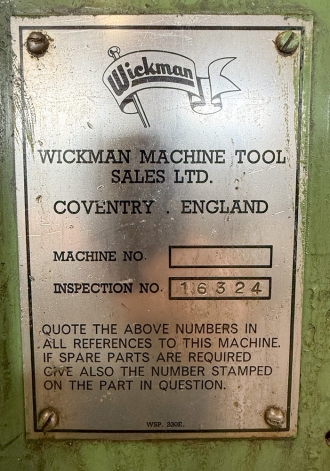 Wickman
WICKMAN MACHINE TOOL
SALES LTD.
COVENTRY . ENGLAND
MACHINE NO.
INSPECTION NO. 16324
QUOTE THE ABOVE NUMBERS IN
ALL REFERENCES TO THIS MACHINE.
IF SPARE PARTS ARE REQUIRED
GIVE ALSO THE NUMBER STAMPED
ON THE PART IN QUESTION.